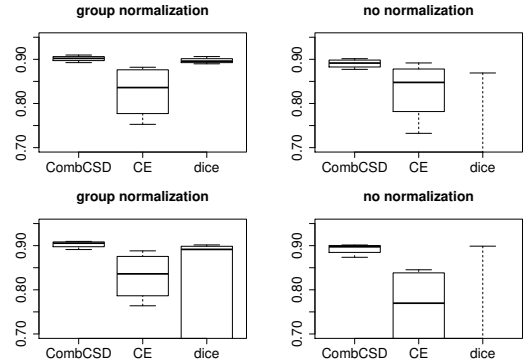 group normalization
0.90
0.80
0.70
CombCSD CE dice
no normalization
0.90
0.80
0.70
CombCSD CE dice
group normalization
0.90
0.80
0.70
CombCSD CE dice
no normalization
0.90
0.80
0.70
CombCSD CE dice